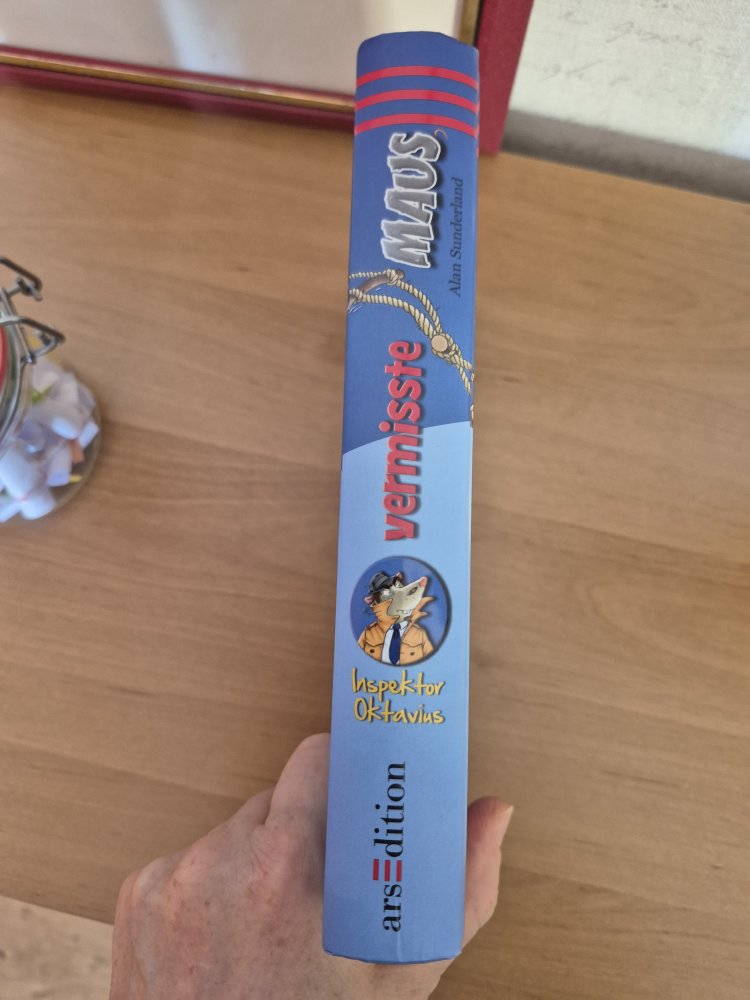 vermisste MAUS
Alan Sunderland
Inspektor
Oktavius
arsEdition